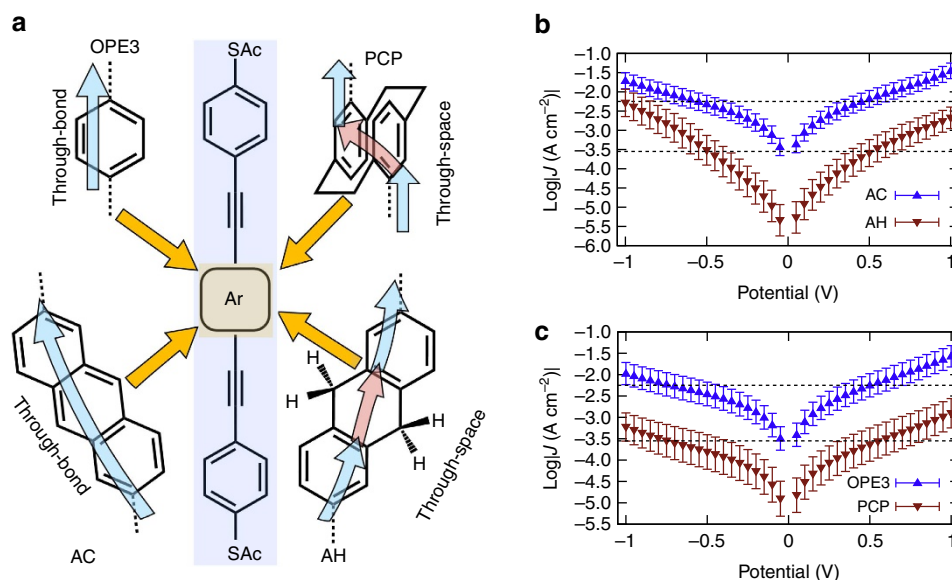 a
OPE3
Through-bond
SAc
PCP
Through-space
Ar
Through-bond
AC
H
H
H
H
Through-space
AH
SAc
b
Log|J (A cm⁻²)|
−1.0
−1.5
−2.0
−2.5
−3.0
−3.5
−4.0
−4.5
−5.0
−5.5
−6.0
AC
AH
−1
−0.5
0
0.5
1
Potential (V)
c
Log|J (A cm⁻²)|
−1.0
−1.5
−2.0
−2.5
−3.0
−3.5
−4.0
−4.5
−5.0
−5.5
OPE3
PCP
−1
−0.5
0
0.5
1
Potential (V)